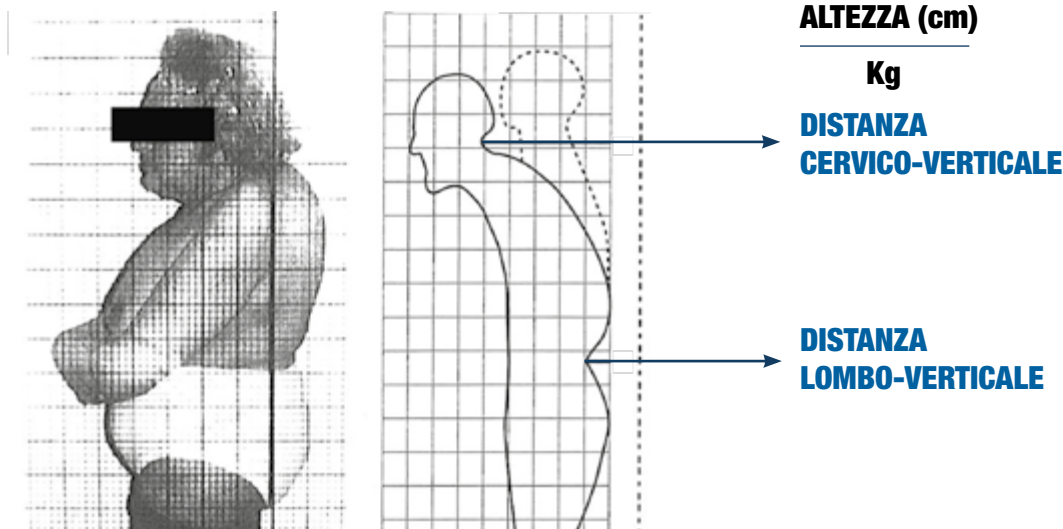 ALTEZZA (cm)
Kg
DISTANZA
CERVICO-VERTICALE
DISTANZA
LOMBO-VERTICALE